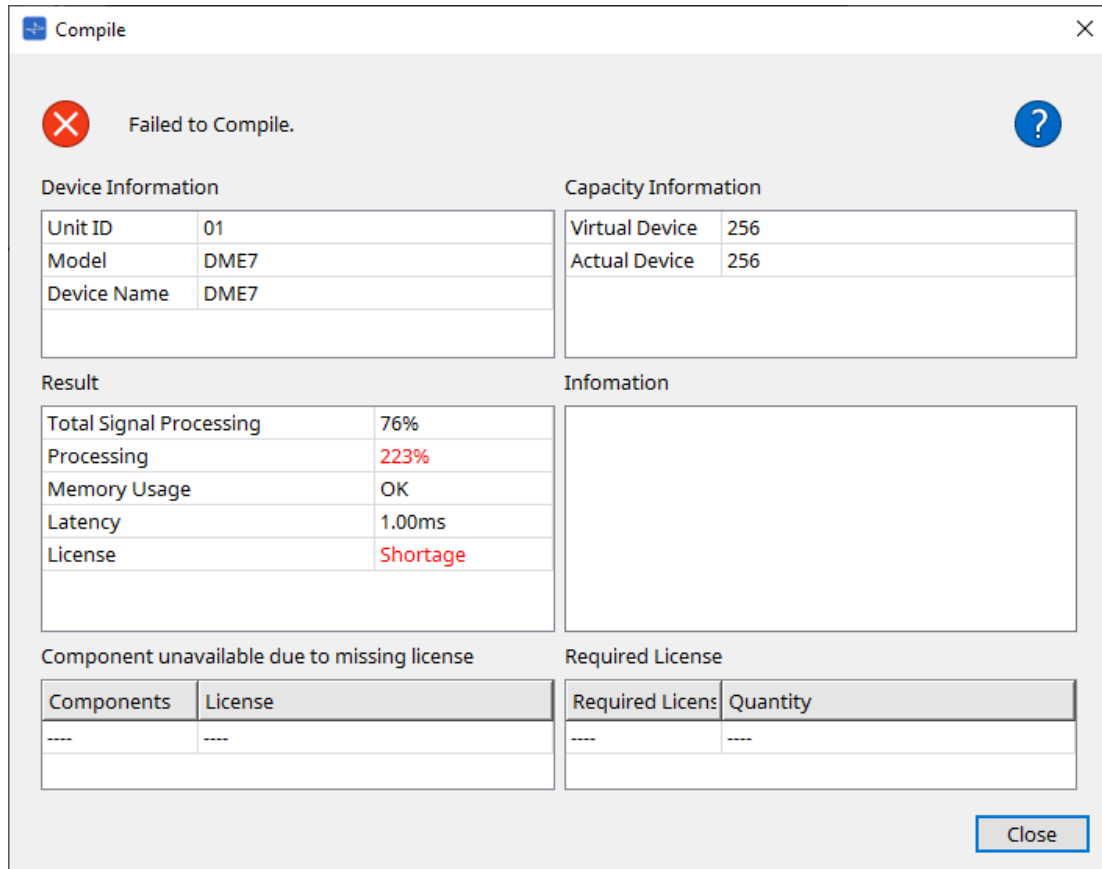 Compile
Failed to Compile.
Device Information
Unit ID 01
Model DME7
Device Name DME7
Capacity Information
Virtual Device 256
Actual Device 256
Result
Total Signal Processing 76%
Processing 223%
Memory Usage OK
Latency 1.00ms
License Shortage
Infomation
Component unavailable due to missing license
Components License
---- ----
Required License
Required Licens Quantity
---- ----
Close